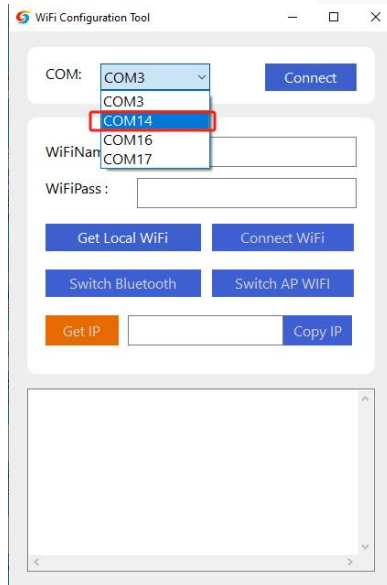 WiFi Configuration Tool
COM: COM3 Connect
COM3
COM14
COM16
COM17
WiFiNam
WiFiPass :
Get Local WiFi Connect WiFi
Switch Bluetooth Switch AP WIFI
Get IP Copy IP